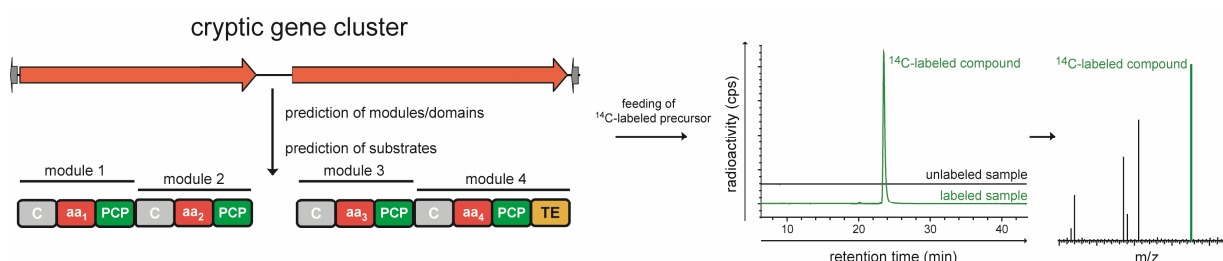 cryptic gene cluster
prediction of modules/domains
prediction of substrates
module 1
module 2
module 3
module 4
C aa1 PCP C aa2 PCP
C aa3 PCP C aa4 PCP TE
feeding of
14C-labeled precursor
radioactivity (cps)
14C-labeled compound
unlabeled sample
labeled sample
10 20 30 40
retention time (min)
14C-labeled compound
m/z